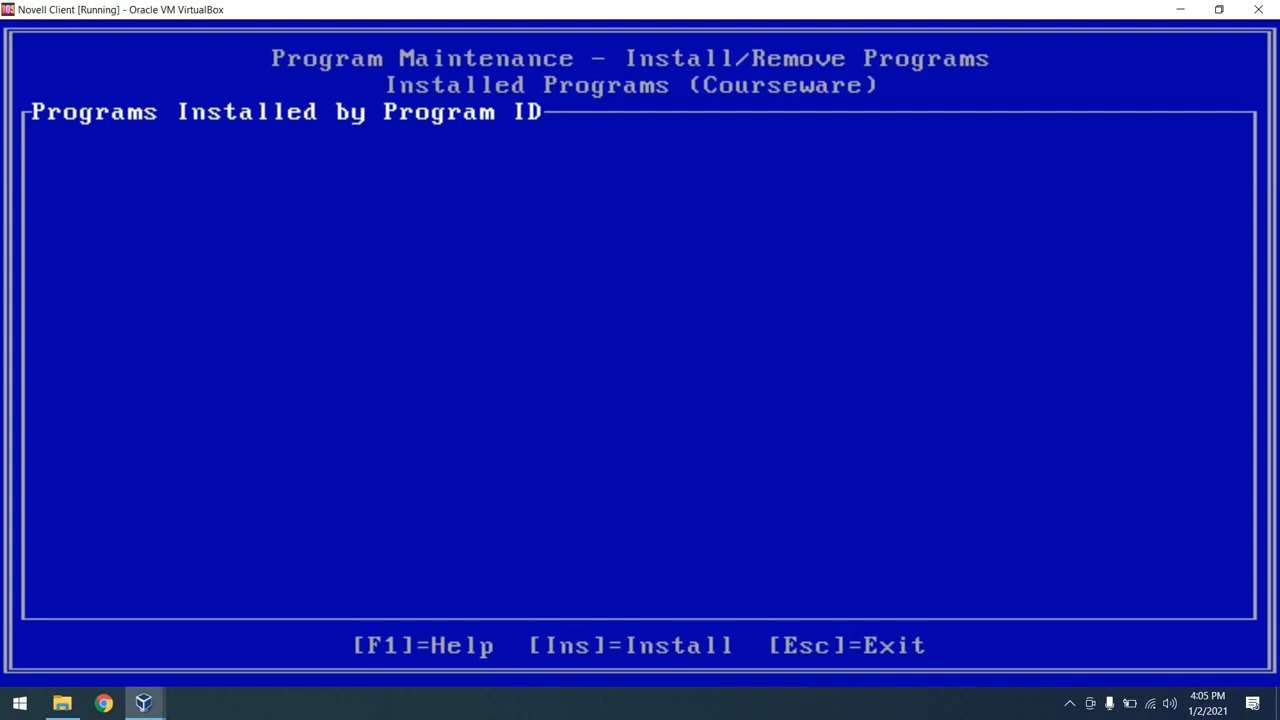 Novell Client [Running] - Oracle VM VirtualBox
Program Maintenance - Install/Remove Programs
Installed Programs (Courseware)
Programs Installed by Program ID
[F1]=Help [Ins]=Install [Esc]=Exit
4:05 PM
1/2/2021